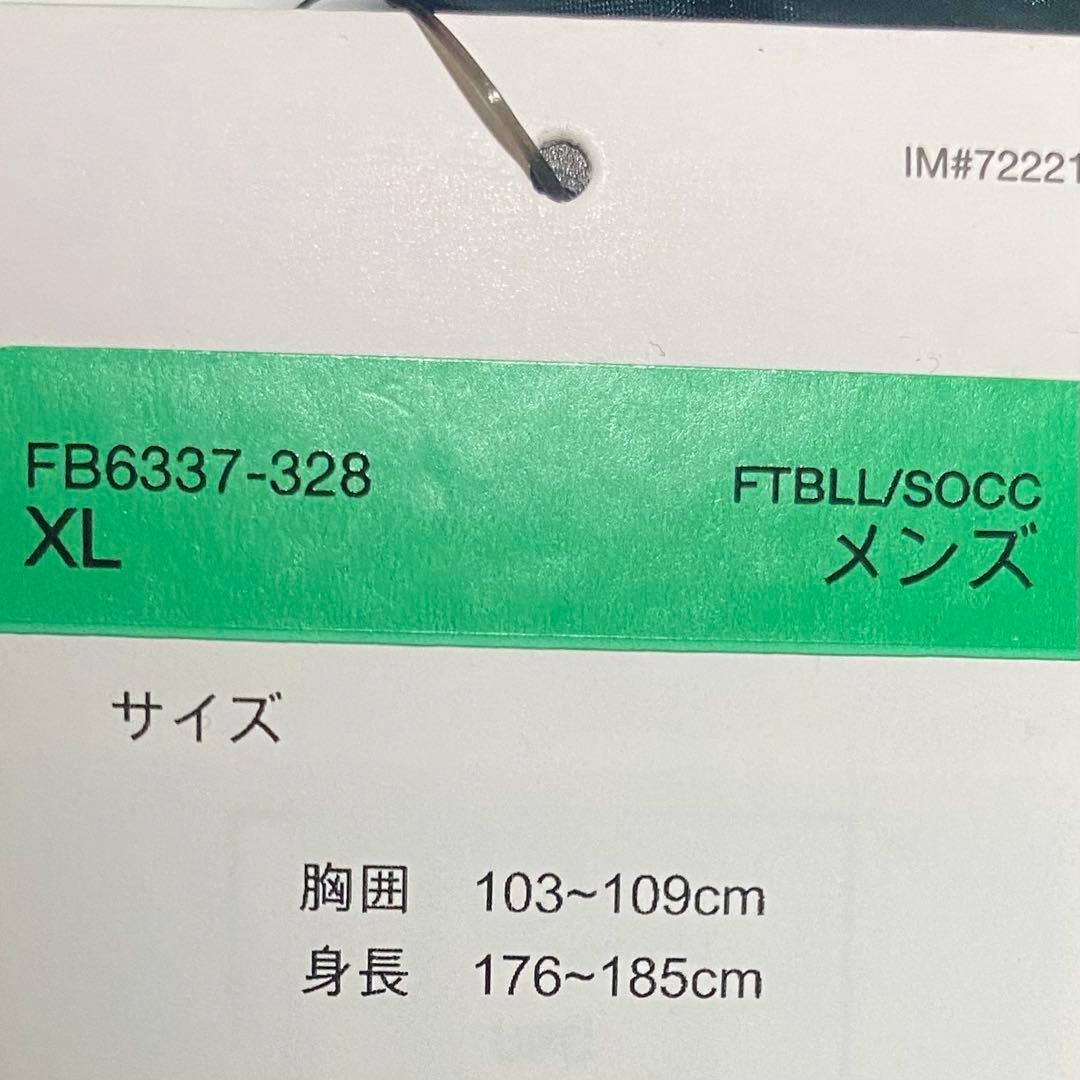 IM#72221
FB6337-328
FTBLL/SOCC
XL
メンズ
サイズ
胸囲 103~109cm
身長 176~185cm